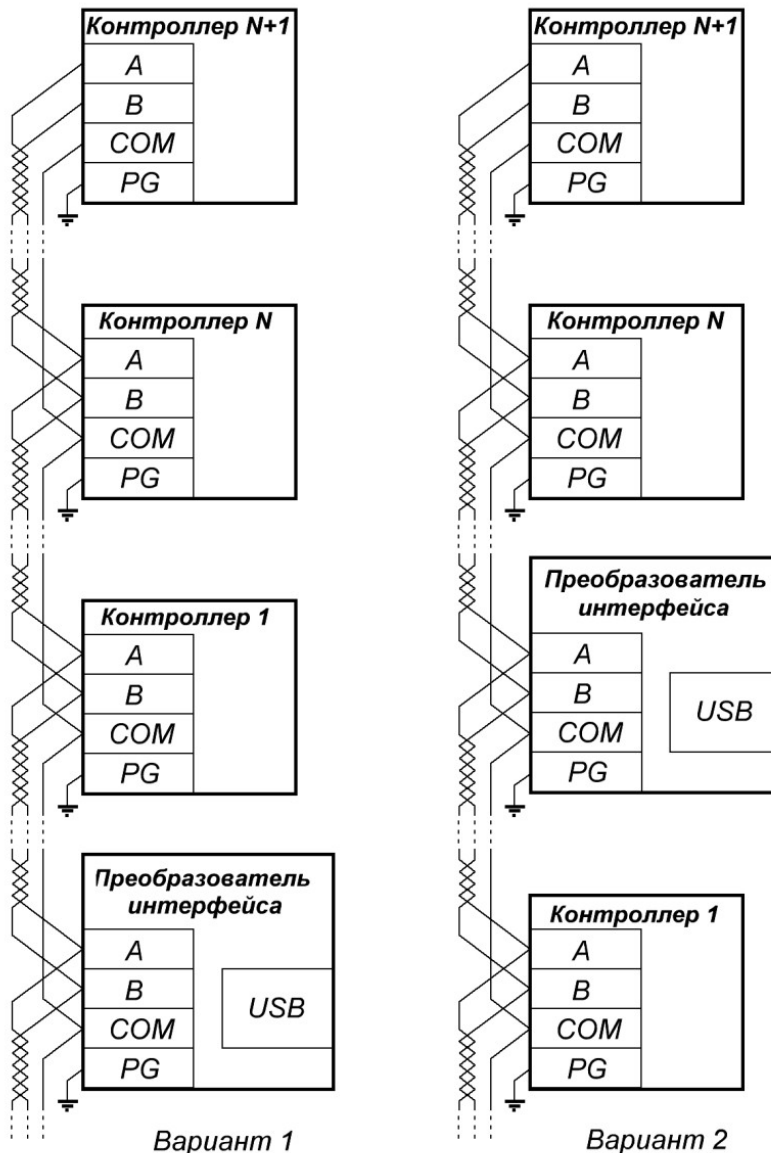 Контроллер N+1
A
B
COM
PG
Контроллер N
A
B
COM
PG
Контроллер 1
A
B
COM
PG
Преобразователь
интерфейса
A
B
COM
PG
USB
Вариант 1
Контроллер N+1
A
B
COM
PG
Контроллер N
A
B
COM
PG
Преобразователь
интерфейса
A
B
COM
PG
USB
Контроллер 1
A
B
COM
PG
Вариант 2